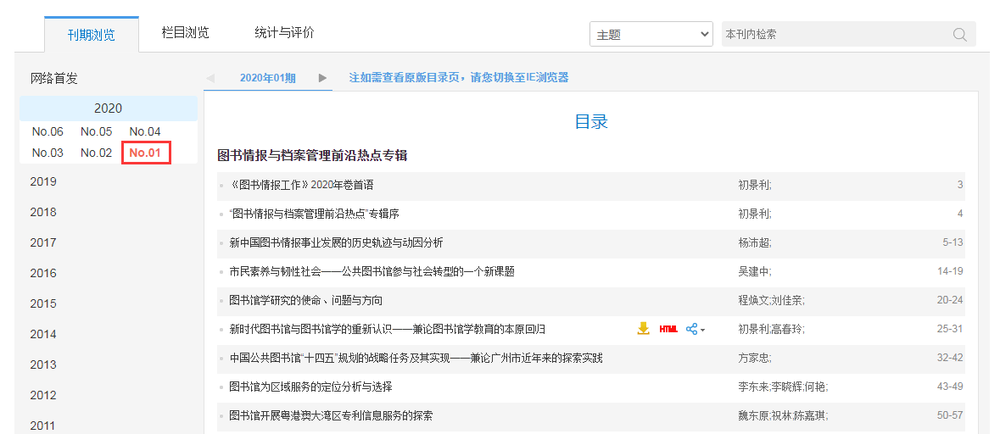 刊期浏览 栏目浏览 统计与评价 主题 本刊内检索
网络首发 2020年01期 注如需查看原版目录页，请您切换至IE浏览器
2020
目录
No.06 No.05 No.04
No.03 No.02 No.01
图书情报与档案管理前沿热点专辑
2019
《图书情报工作》2020年卷首语 初景利; 3
2018
“图书情报与档案管理前沿热点”专辑序 初景利; 4
2017
新中国图书情报事业发展的历史轨迹与动因分析 杨沛超; 5-13
2016
市民素养与韧性社会——公共图书馆参与社会转型的一个新课题 吴建中; 14-19
2015
图书馆学研究的使命、问题与方向 程焕文;刘佳亲; 20-24
2014
新时代图书馆与图书馆学的重新认识——兼论图书馆学教育的本原回归 HTML 初景利;高春玲; 25-31
2013
中国公共图书馆“十四五”规划的战略任务及其实现——兼论广州市近年来的探索实践 方家忠; 32-42
2012
图书馆为区域服务的定位分析与选择 李东来;李晓辉;何艳; 43-49
2011
图书馆开展粤港澳大湾区专利信息服务的探索 魏东原;祝林;陈嘉琪; 50-57